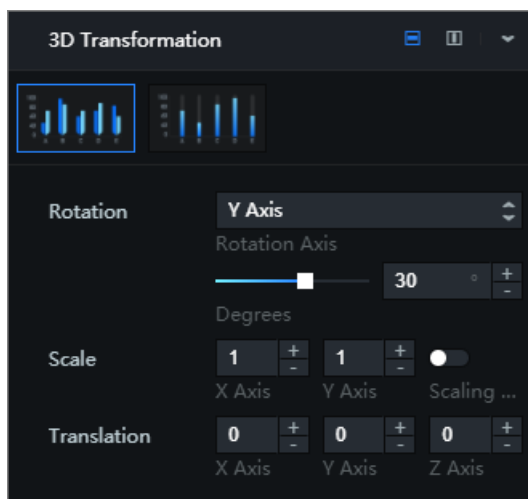 3D Transformation
Rotation
Y Axis
Rotation Axis
30 °
+
-
Degrees
Scale
1
+
-
1
+
-
X Axis
Y Axis
Scaling ...
Translation
0
+
-
0
+
-
0
+
-
X Axis
Y Axis
Z Axis